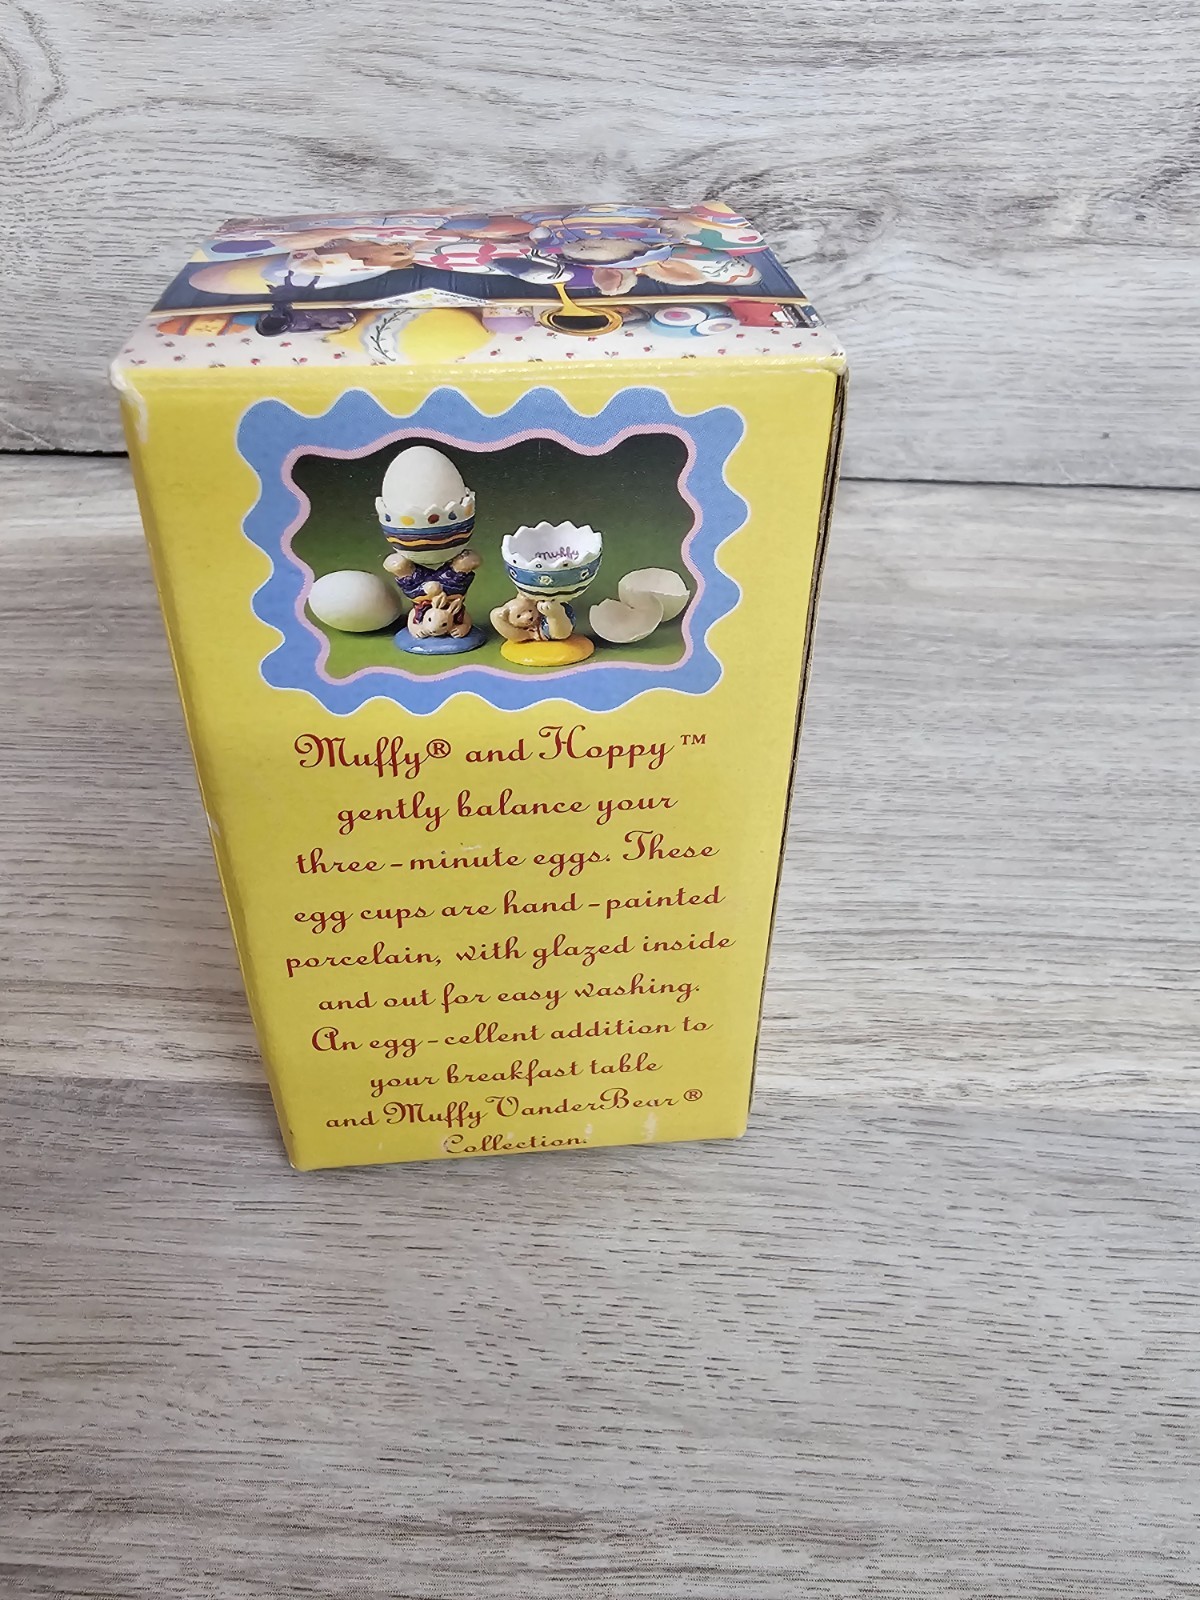 muffy
Muffy® and Hoppy™
gently balance your
three-minute eggs. These
egg cups are hand-painted
porcelain, with glazed inside
and out for easy washing.
An egg-cellent addition to
your breakfast table
and Muffy VanderBear®
Collection.